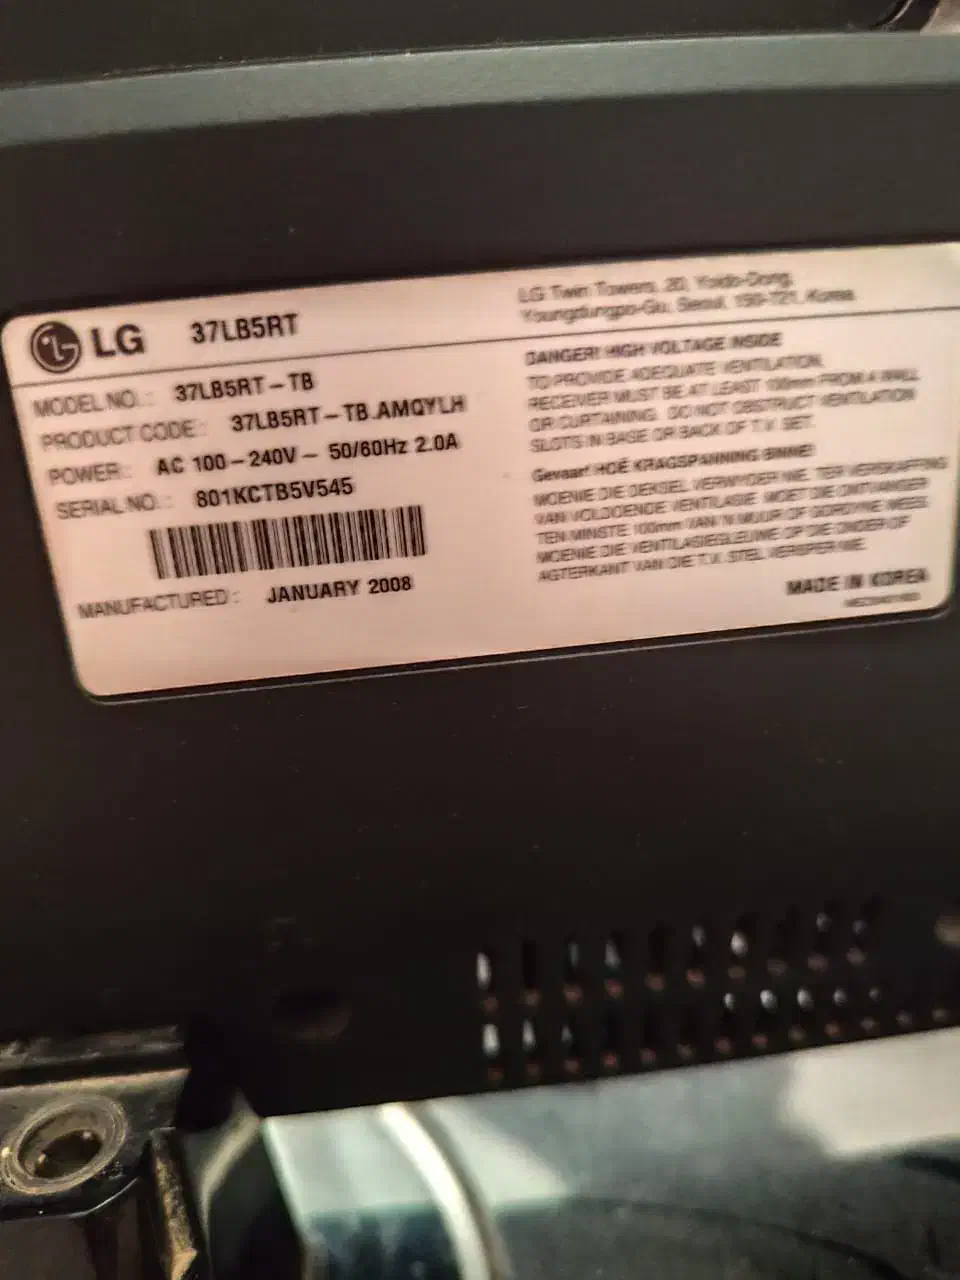 LG 37LB5RT
LG Twin Towers, 20, Yoido-Dong,
Youngdungpo-Gu, Seoul, 150-721, Korea
MODEL NO. : 37LB5RT-TB
PRODUCT CODE : 37LB5RT-TB.AMQYLH
POWER : AC 100-240V ~ 50/60Hz 2.0A
SERIAL NO. : 801KCTB5V545
MANUFACTURED : JANUARY 2008
DANGER! HIGH VOLTAGE INSIDE
TO PROVIDE ADEQUATE VENTILATION,
RECEIVER MUST BE AT LEAST 100mm FROM A WALL
OR CURTAINING. DO NOT OBSTRUCT VENTILATION
SLOTS IN BASE OR BACK OF T.V. SET.
Gevaar! HOË KRAGSPANNING BINNE!
MOENIE DIE DEKSEL VERWYDER NIE. TER VERSKAFFING
VAN VOLDOENDE VENTILASIE MOET DIE ONTVANGER
TEN MINSTE 100mm VAN 'N MUUR OF GORDYNE WEES.
MOENIE DIE VENTILASIEGLEUWE OP DIE ONDER OF
AGTERKANT VAN DIE T.V. STEL VERSPER NIE.
MADE IN KOREA